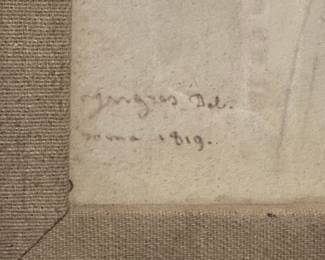 Ingres Del.
Roma 1819.